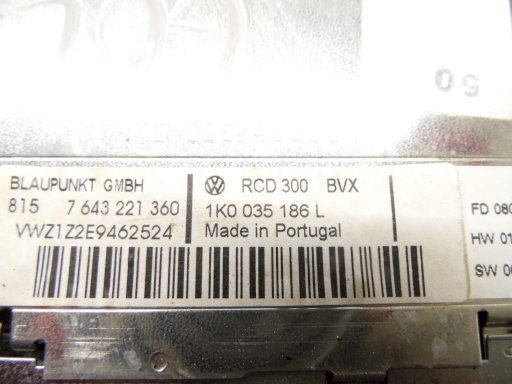 50
BLAUPUNKT GMBH
815 7 643 221 360
VWZ1Z2E9462524
RCD 300 BVX
1K0 035 186 L
Made in Portugal
FD 080
HW 01
SW 00